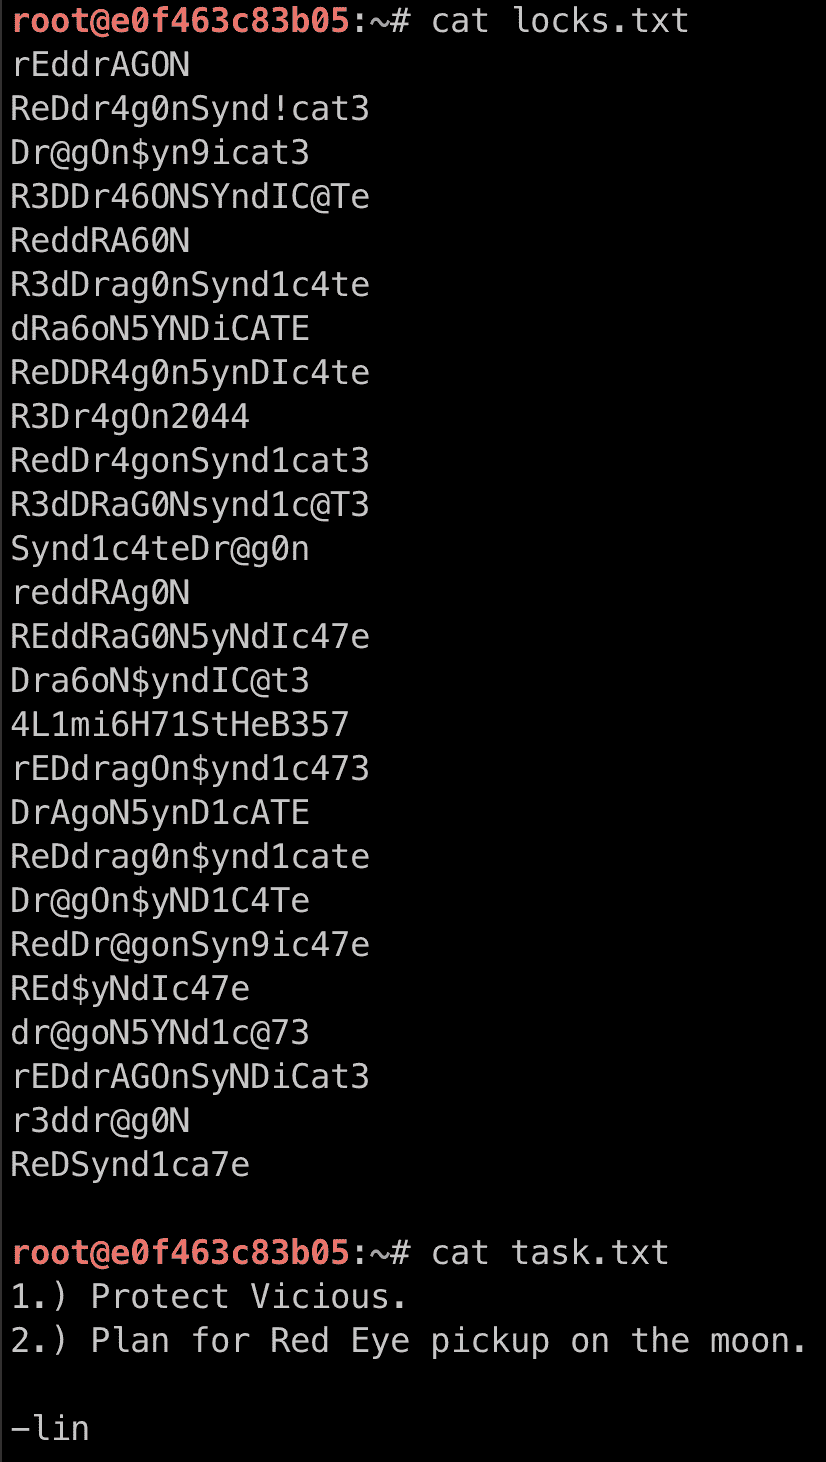 root@e0f463c83b05:~# cat locks.txt
rEddrAGON
ReDdr4g0nSynd!cat3
Dr@gOn$yn9icat3
R3DDr46ONSYndIC@Te
ReddRA60N
R3dDrag0nSynd1c4te
dRa6oN5YNDiCATE
ReDDR4g0n5ynDIc4te
R3Dr4gOn2044
RedDr4gonSynd1cat3
R3dDRaG0Nsynd1c@T3
Synd1c4teDr@g0n
reddRAg0N
REddRaG0N5yNdIc47e
Dra6oN$yndIC@t3
4L1mi6H71StHeB357
rEDdragOn$ynd1c473
DrAgoN5ynD1cATE
ReDdrag0n$ynd1cate
Dr@gOn$yND1C4Te
RedDr@gonSyn9ic47e
REd$yNdIc47e
dr@goN5YNd1c@73
rEDdrAGOnSyNDiCat3
r3ddr@g0N
ReDSynd1ca7e
root@e0f463c83b05:~# cat task.txt
1.) Protect Vicious.
2.) Plan for Red Eye pickup on the moon.
-lin